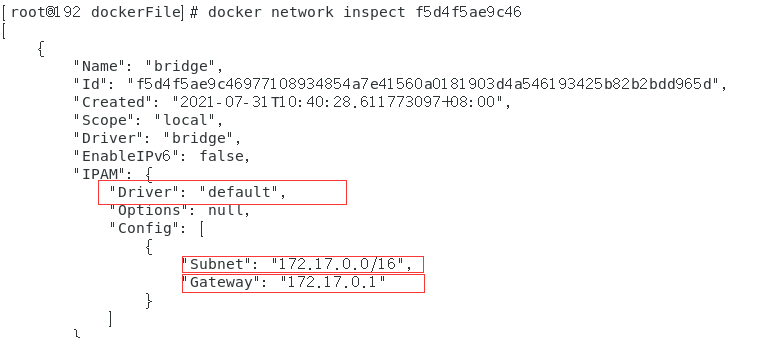 [root@192 dockerFile]# docker network inspect f5d4f5ae9c46
[
    {
        "Name": "bridge",
        "Id": "f5d4f5ae9c46977108934854a7e41560a0181903d4a546193425b82b2bdd965d",
        "Created": "2021-07-31T10:40:28.611773097+08:00",
        "Scope": "local",
        "Driver": "bridge",
        "EnableIPv6": false,
        "IPAM": {
            "Driver": "default",
            "Options": null,
            "Config": [
                {
                    "Subnet": "172.17.0.0/16",
                    "Gateway": "172.17.0.1"
                }
            ]
        }